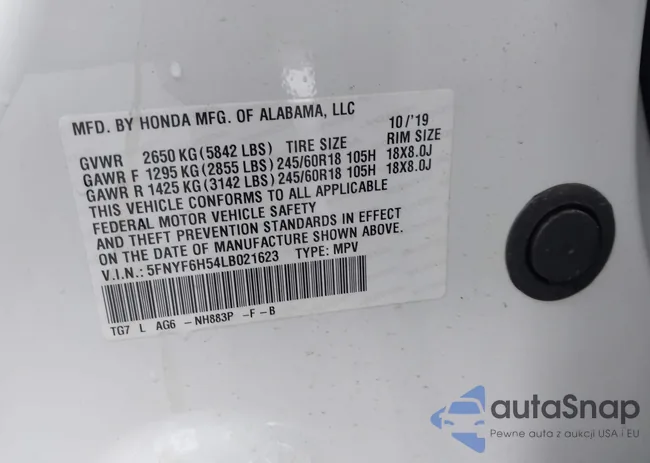 MFD. BY HONDA MFG. OF ALABAMA, LLC 10/'19
GVWR 2650 KG (5842 LBS) TIRE SIZE RIM SIZE
GAWR F 1295 KG (2855 LBS) 245/60R18 105H 18X8.0J
GAWR R 1425 KG (3142 LBS) 245/60R18 105H 18X8.0J
THIS VEHICLE CONFORMS TO ALL APPLICABLE
FEDERAL MOTOR VEHICLE SAFETY
AND THEFT PREVENTION STANDARDS IN EFFECT
ON THE DATE OF MANUFACTURE SHOWN ABOVE.
V.I.N.: 5FNYF6H54LB021623 TYPE: MPV
TG7 L AG6 -NH883P -F-B
autoSnap
Pewne auta z aukcji USA i EU